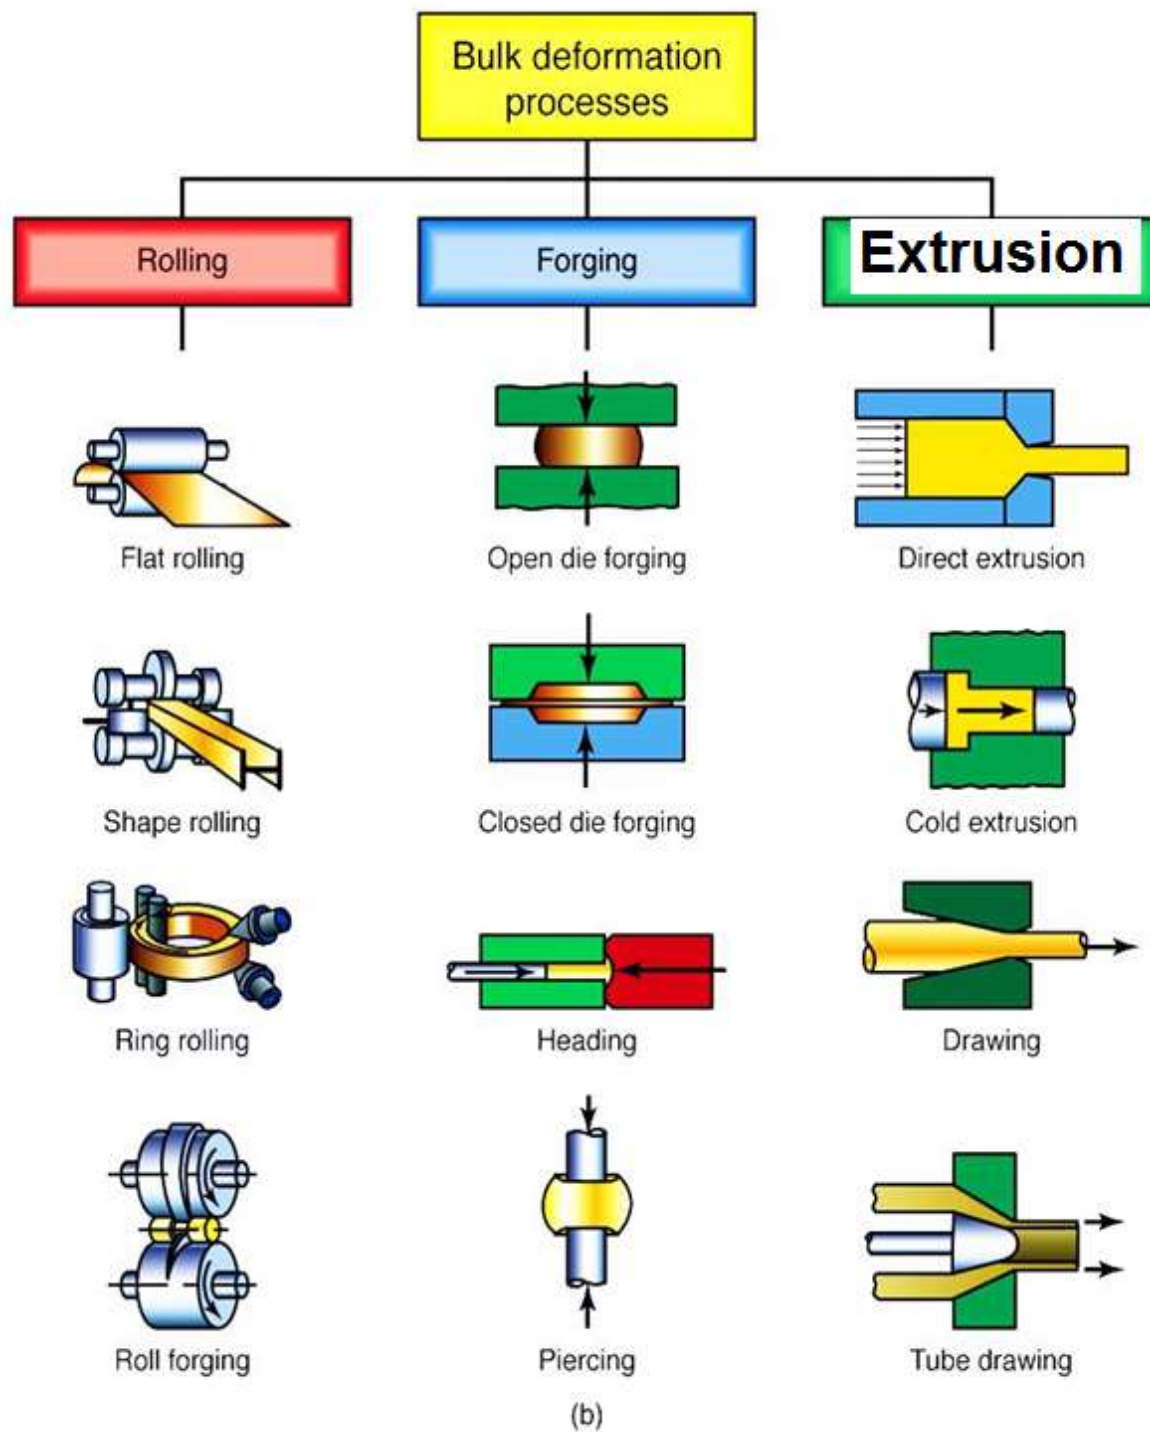 Bulk deformation
processes
Rolling
Forging
Extrusion
Flat rolling
Open die forging
Direct extrusion
Shape rolling
Closed die forging
Cold extrusion
Ring rolling
Heading
Drawing
Roll forging
Piercing
Tube drawing
(b)